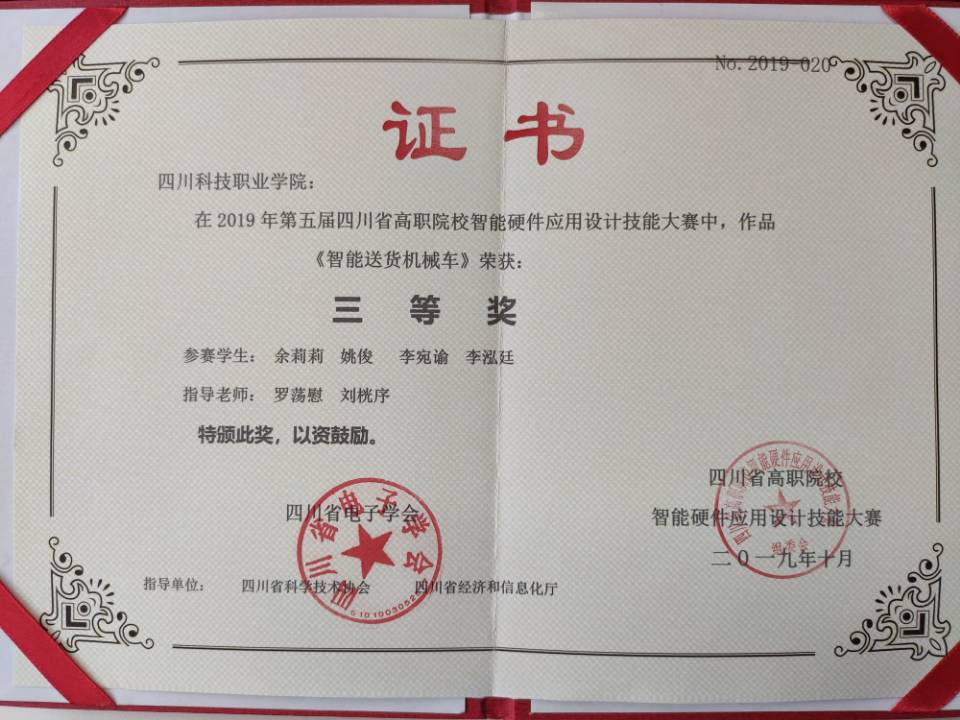 No. 2019-020
证书
四川科技职业学院：
在 2019 年第五届四川省高职院校智能硬件应用设计技能大赛中，作品
《智能送货机械车》荣获：
三 等 奖
参赛学生： 余莉莉 姚俊 李宛谕 李泓廷
指导老师： 罗荡慰 刘桄序
特颁此奖，以资鼓励。
四川省电子学会
四川省电子学会
四川省高职院校
智能硬件应用设计技能大赛
组委会
二0一九年十月
指导单位： 四川省科学技术协会 四川省经济和信息化厅